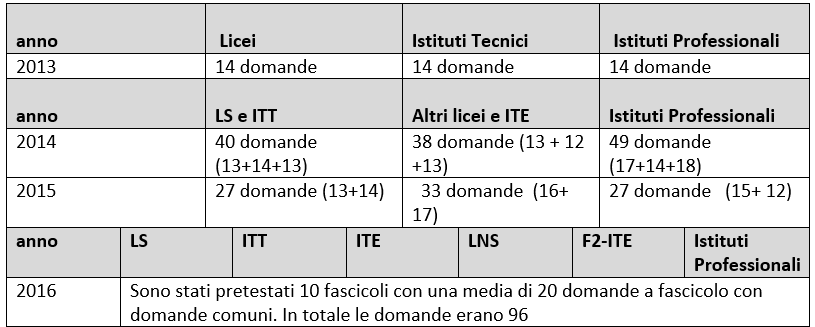 anno Licei Istituti Tecnici Istituti Professionali
2013 14 domande 14 domande 14 domande
anno LS e ITT Altri licei e ITE Istituti Professionali
2014 40 domande (13+14+13) 38 domande (13 + 12 +13) 49 domande (17+14+18)
2015 27 domande (13+14) 33 domande (16+ 17) 27 domande (15+ 12)
anno LS ITT ITE LNS F2-ITE Istituti Professionali
2016 Sono stati pretestati 10 fascicoli con una media di 20 domande a fascicolo con
domande comuni. In totale le domande erano 96